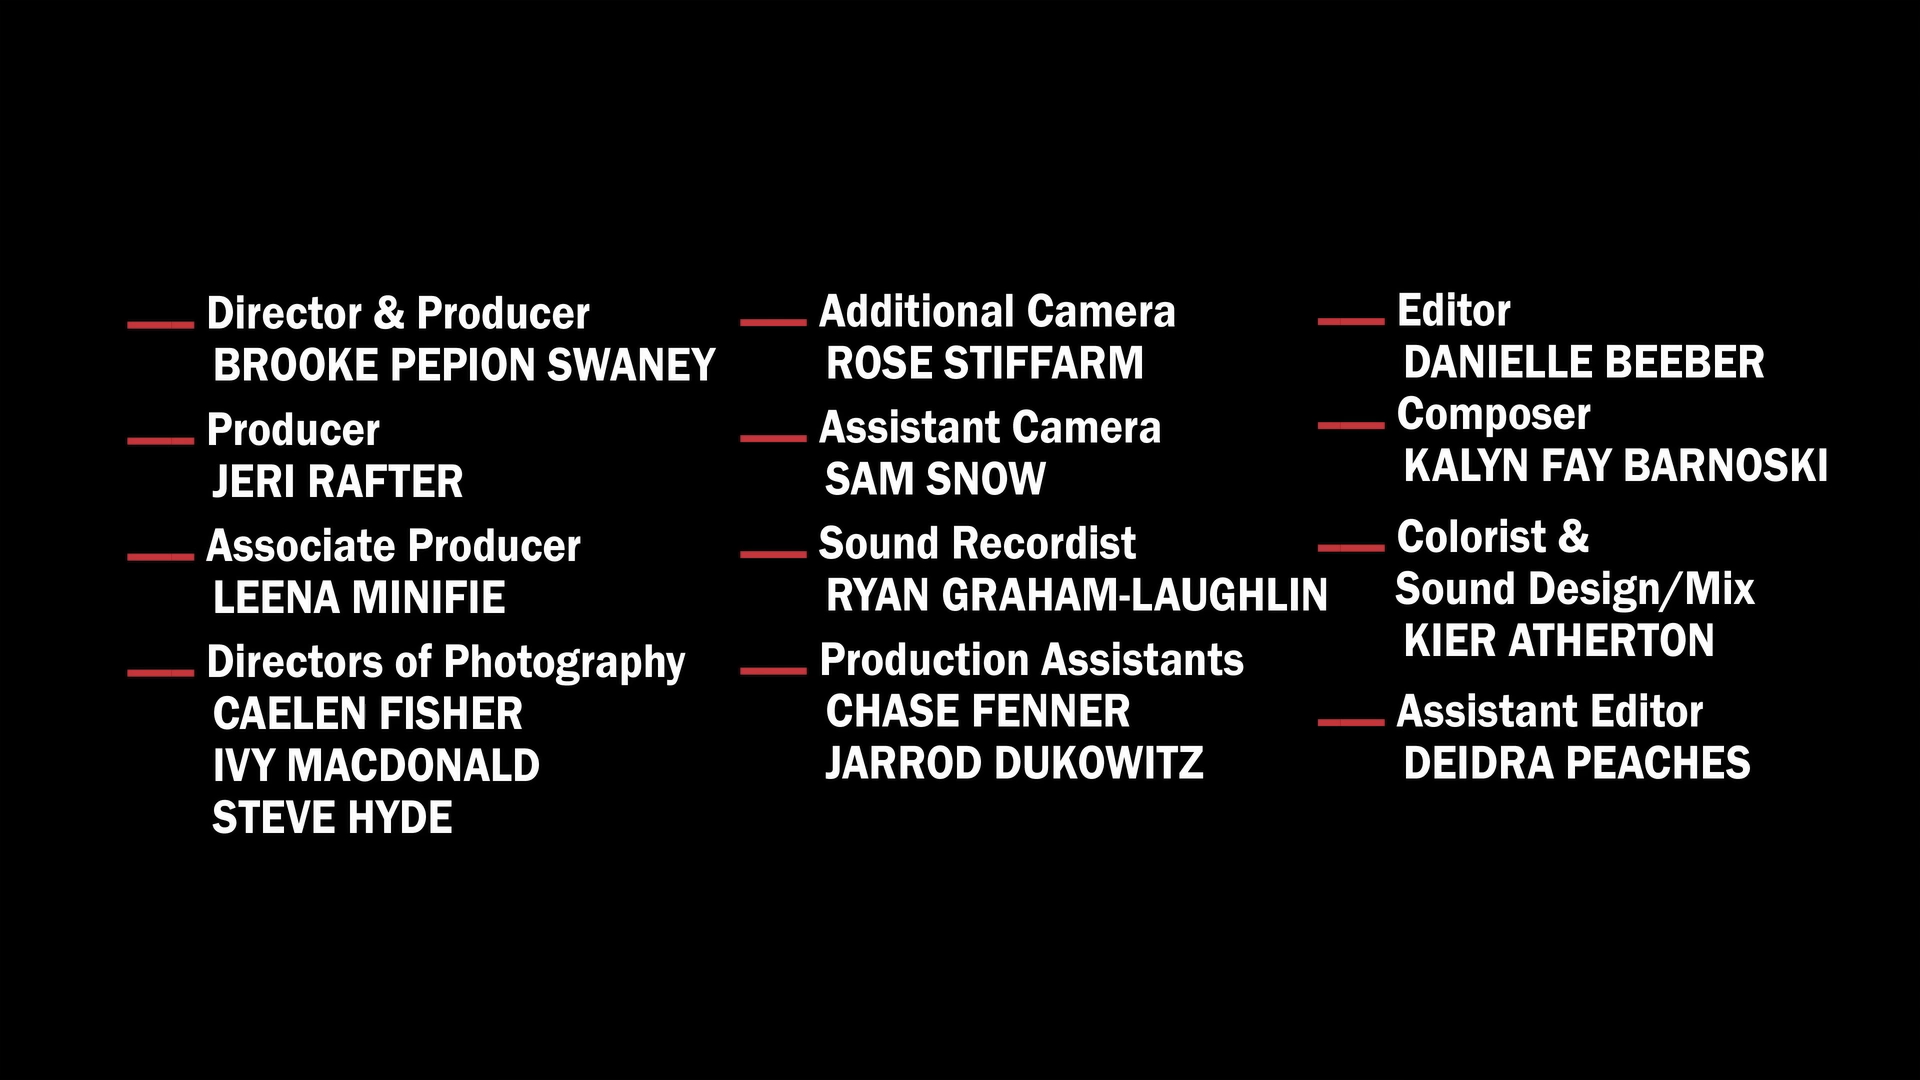 Director & Producer
BROOKE PEPION SWANEY
Producer
JERI RAFTER
Associate Producer
LEENA MINIFIE
Directors of Photography
CAELEN FISHER
IVY MACDONALD
STEVE HYDE
Additional Camera
ROSE STIFFARM
Assistant Camera
SAM SNOW
Sound Recordist
RYAN GRAHAM-LAUGHLIN
Production Assistants
CHASE FENNER
JARROD DUKOWITZ
Editor
DANIELLE BEEBER
Composer
KALYN FAY BARNOSKI
Colorist &
Sound Design/Mix
KIER ATHERTON
Assistant Editor
DEIDRA PEACHES